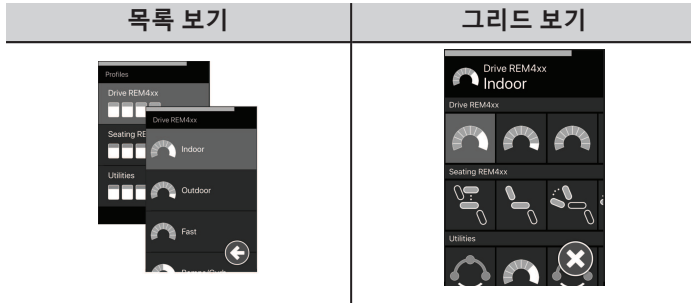 목록 보기
그리드 보기
Profiles
Drive REM4xx
Seating RE
Utilities
Drive REM4xx
Indoor
Outdoor
Fast
Drive REM4xx
Indoor
Drive REM4xx
Seating REM4xx
Utilities